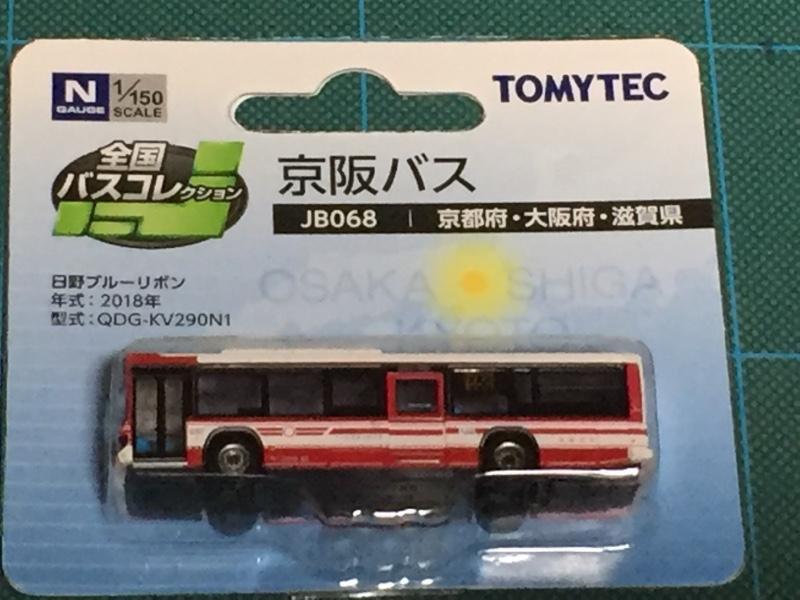 N GAUGE
1/150 SCALE
TOMYTEC
全国
バスコレクション
京阪バス
JB068 | 京都府・大阪府・滋賀県
日野ブルーリボン
年式：2018年
型式：QDG-KV290N1
OSAKA SHIGA
KYOTO